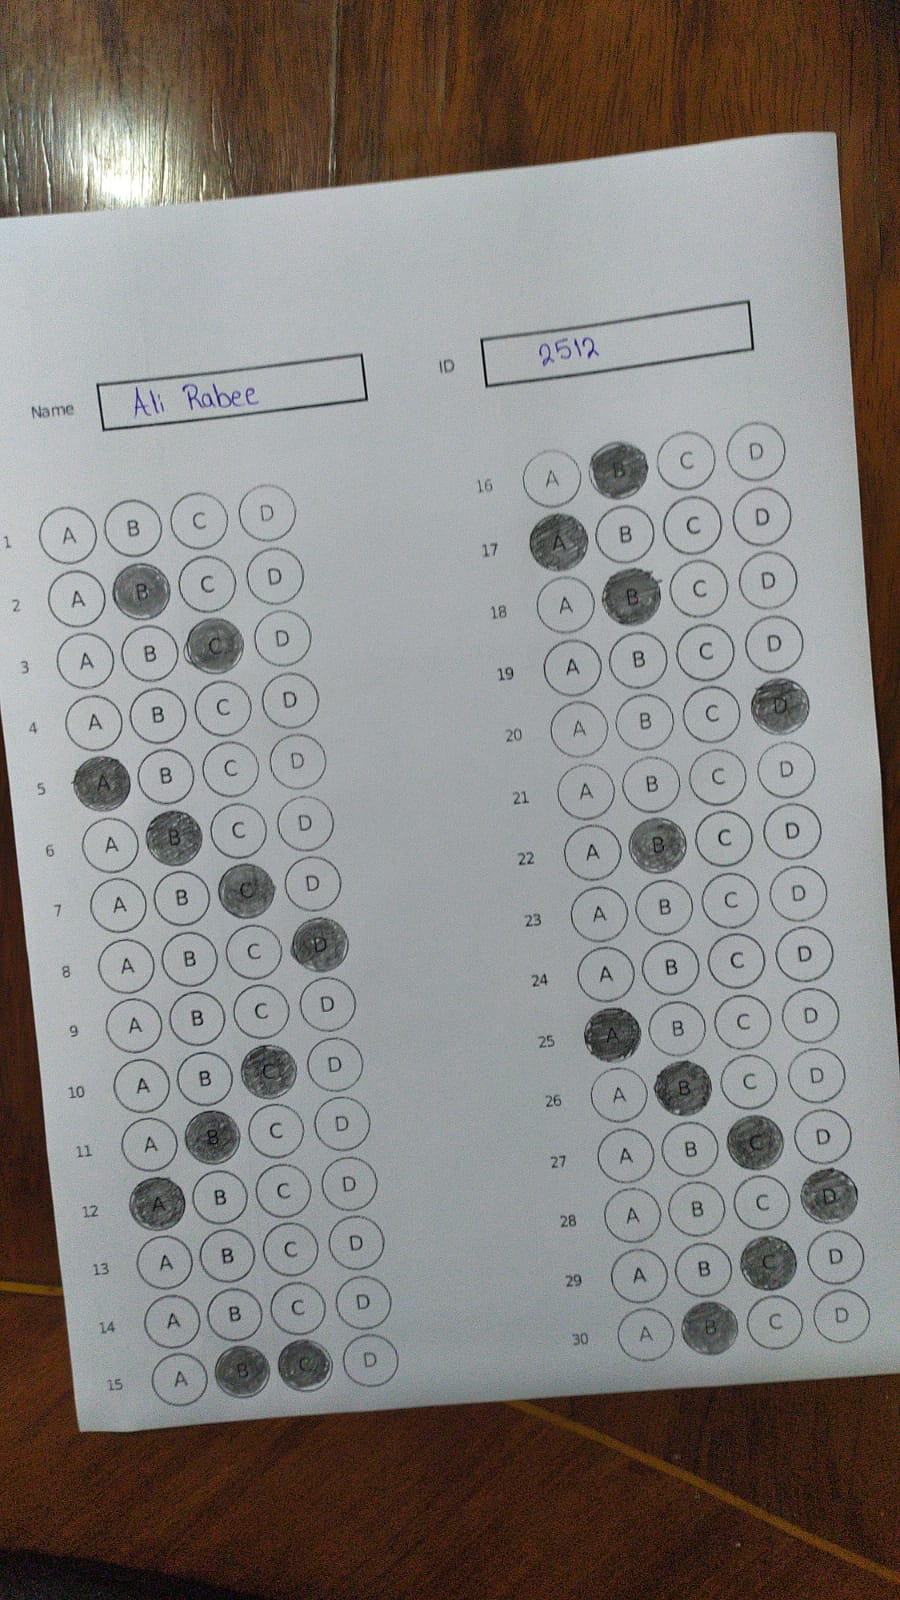 Name Ali Rabee
ID 2512
1 A B C D
2 A B C D
3 A B C D
4 A B C D
5 A B C D
6 A B C D
7 A B C D
8 A B C D
9 A B C D
10 A B C D
11 A B C D
12 A B C D
13 A B C D
14 A B C D
15 A B C D
16 A B C D
17 A B C D
18 A B C D
19 A B C D
20 A B C D
21 A B C D
22 A B C D
23 A B C D
24 A B C D
25 A B C D
26 A B C D
27 A B C D
28 A B C D
29 A B C D
30 A B C D